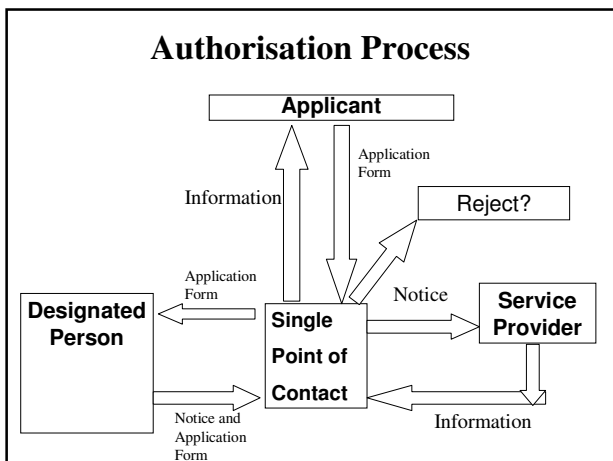 Authorisation Process
Applicant
Application
Form
Information
Reject?
Application
Form
Designated
Person
Single
Point of
Contact
Notice
Service
Provider
Notice and
Application
Form
Information